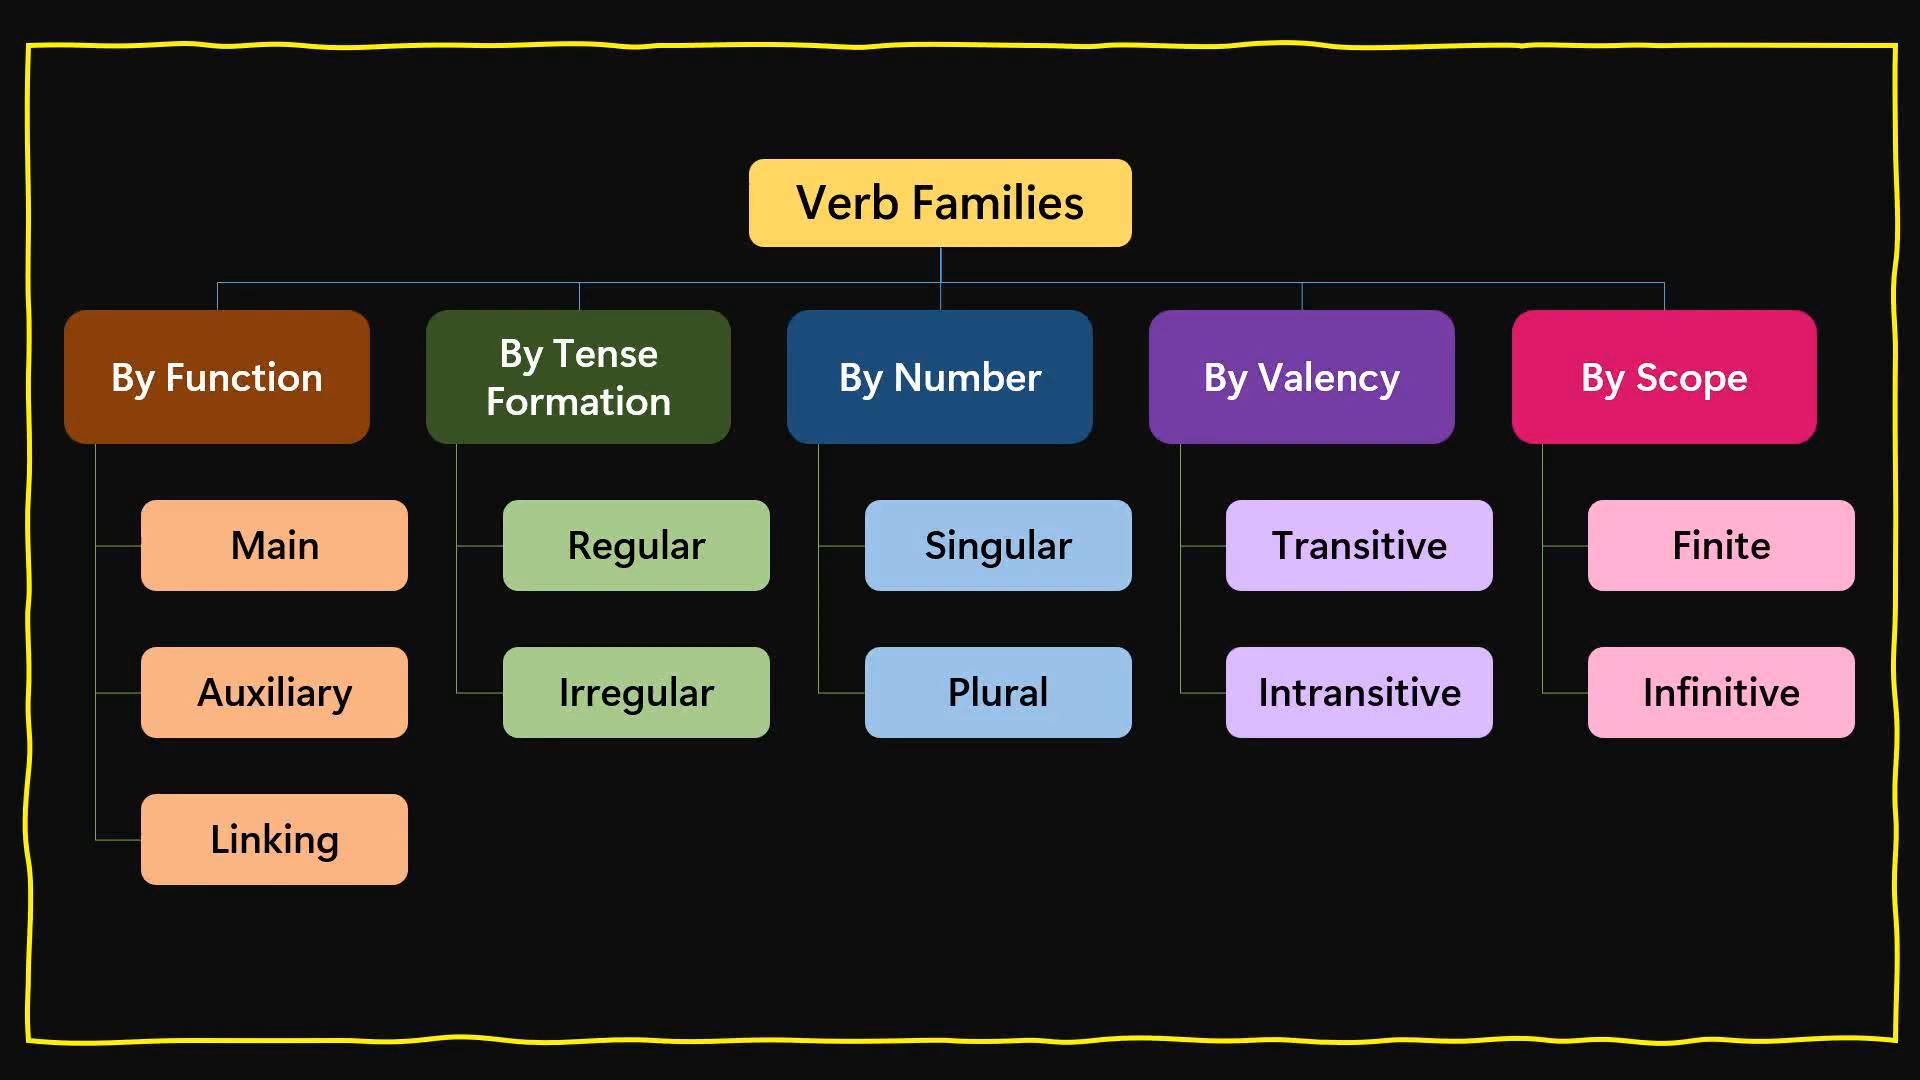 Verb Families
By Function
Main
Auxiliary
Linking
By Tense
Formation
Regular
Irregular
By Number
Singular
Plural
By Valency
Transitive
Intransitive
By Scope
Finite
Infinitive